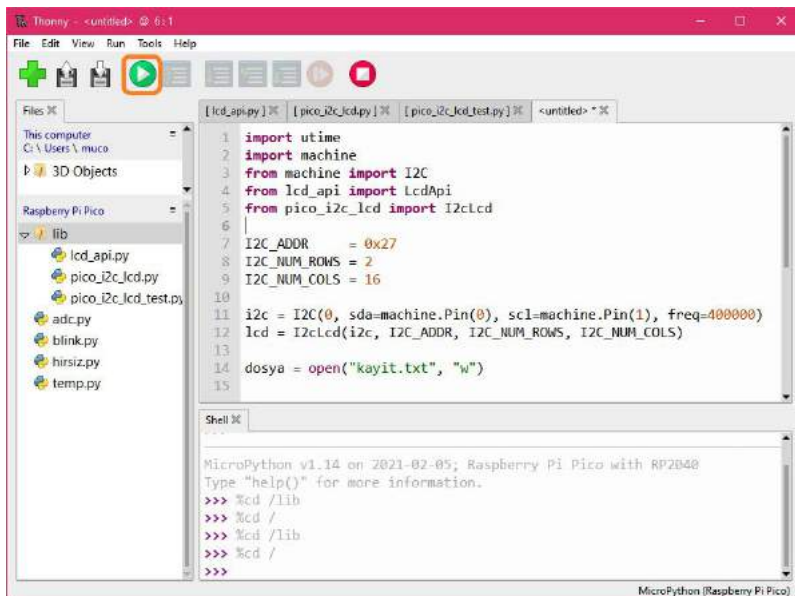 Thonny - <untitled> @ 6:1
File Edit View Run Tools Help
Files
This computer
C: \ Users \ muco
3D Objects
Raspberry Pi Pico
lib
lcd_api.py
pico_i2c_lcd.py
pico_i2c_lcd_test.py
adc.py
blink.py
hirsiz.py
temp.py
[ lcd_api.py ] [ pico_i2c_lcd.py ] [ pico_i2c_lcd_test.py ] <untitled> *
1 import utime
2 import machine
3 from machine import I2C
4 from lcd_api import LcdApi
5 from pico_i2c_lcd import I2cLcd
6
7 I2C_ADDR     = 0x27
8 I2C_NUM_ROWS = 2
9 I2C_NUM_COLS = 16
10
11 i2c = I2C(0, sda=machine.Pin(0), scl=machine.Pin(1), freq=400000)
12 lcd = I2cLcd(i2c, I2C_ADDR, I2C_NUM_ROWS, I2C_NUM_COLS)
13
14 dosya = open("kayit.txt", "w")
15
Shell
MicroPython v1.14 on 2021-02-05; Raspberry Pi Pico with RP2040
Type "help()" for more information.
>>> %cd /lib
>>> %cd /
>>> %cd /lib
>>> %cd /
>>>
MicroPython (Raspberry Pi Pico)